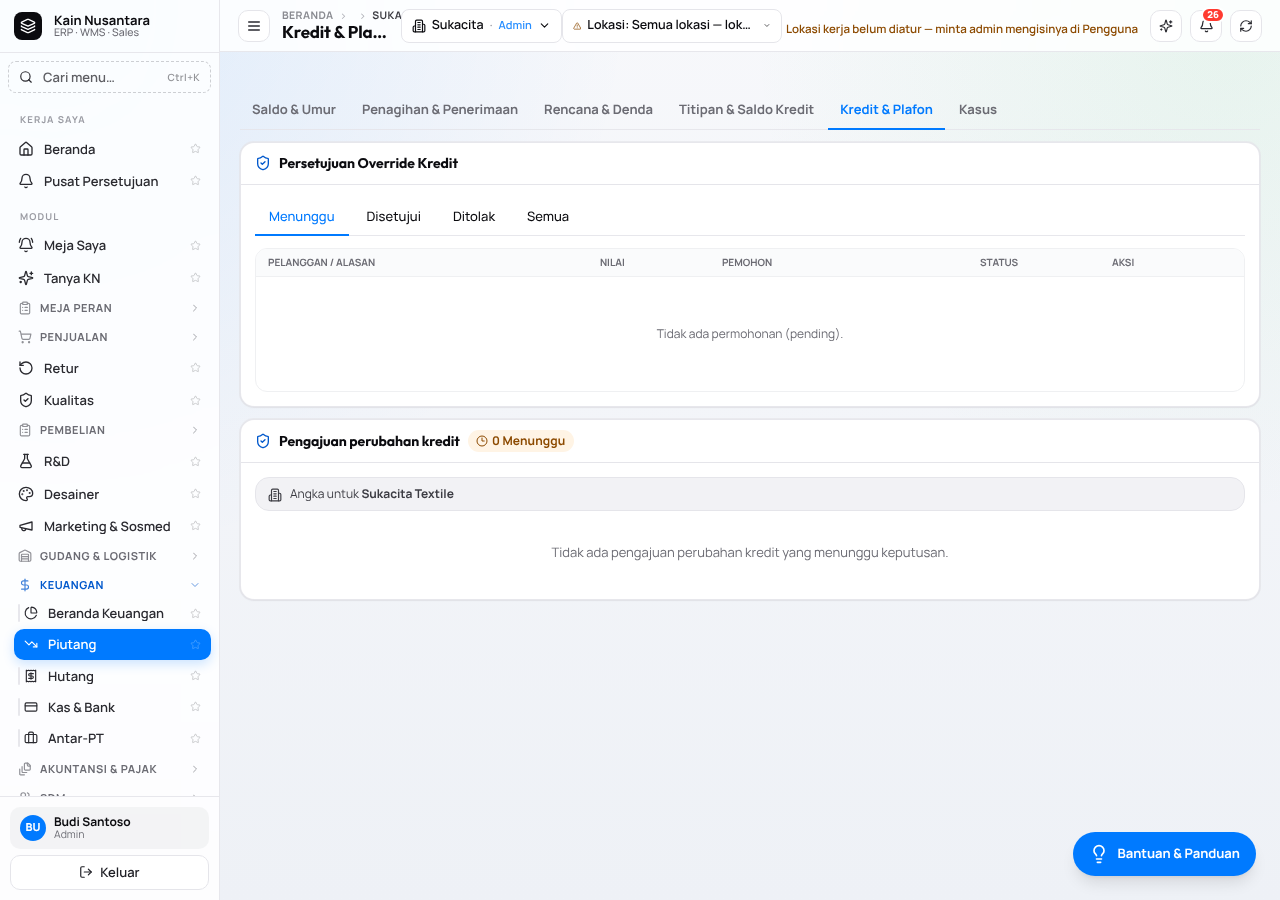 Kain Nusantara
ERP · WMS · Sales
Cari menu... Ctrl+K
KERJA SAYA
Beranda
Pusat Persetujuan
MODUL
Meja Saya
Tanya KN
MEJA PERAN
PENJUALAN
Retur
Kualitas
PEMBELIAN
R&D
Desainer
Marketing & Sosmed
GUDANG & LOGISTIK
KEUANGAN
Beranda Keuangan
Piutang
Hutang
Kas & Bank
Antar-PT
AKUNTANSI & PAJAK
BU Budi Santoso
Admin
Keluar
BERANDA > > SUKA
Kredit & Pla...
Sukacita · Admin
Lokasi: Semua lokasi — lok...
Lokasi kerja belum diatur — minta admin mengisinya di Pengguna
26
Saldo & Umur Penagihan & Penerimaan Rencana & Denda Titipan & Saldo Kredit Kredit & Plafon Kasus
Persetujuan Override Kredit
Menunggu Disetujui Ditolak Semua
PELANGGAN / ALASAN NILAI PEMOHON STATUS AKSI
Tidak ada permohonan (pending).
Pengajuan perubahan kredit 0 Menunggu
Angka untuk Sukacita Textile
Tidak ada pengajuan perubahan kredit yang menunggu keputusan.
Bantuan & Panduan